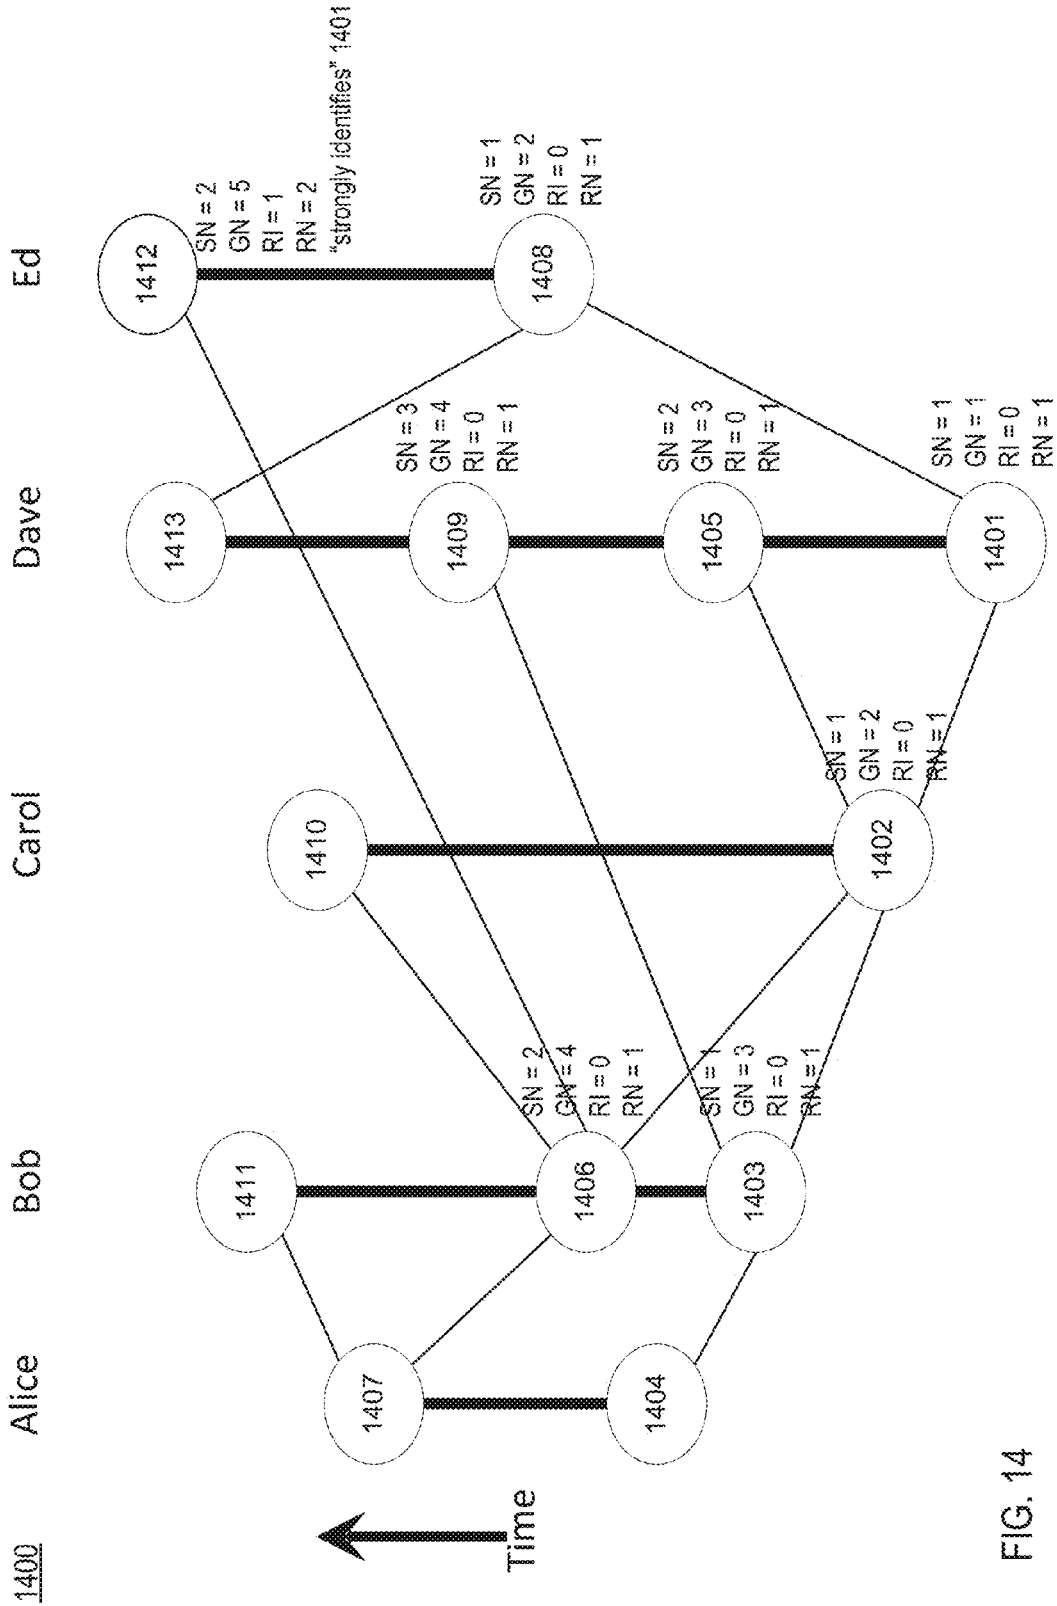 1400
Alice
Bob
Carol
Dave
Ed
1412
SN = 2
GN = 5
RI = 1
RN = 2
"strongly identifies" 1401
1413
1411
1410
1407
1408
SN = 1
GN = 2
RI = 0
RN = 1
1409
SN = 3
GN = 4
RI = 0
RN = 1
Time
1406
SN = 2
GN = 4
RI = 0
RN = 1
1404
1405
SN = 2
GN = 3
RI = 0
RN = 1
1403
SN = 1
GN = 3
RI = 0
RN = 1
1402
SN = 1
GN = 2
RI = 0
RN = 1
1401
SN = 1
GN = 1
RI = 0
RN = 1
FIG. 14